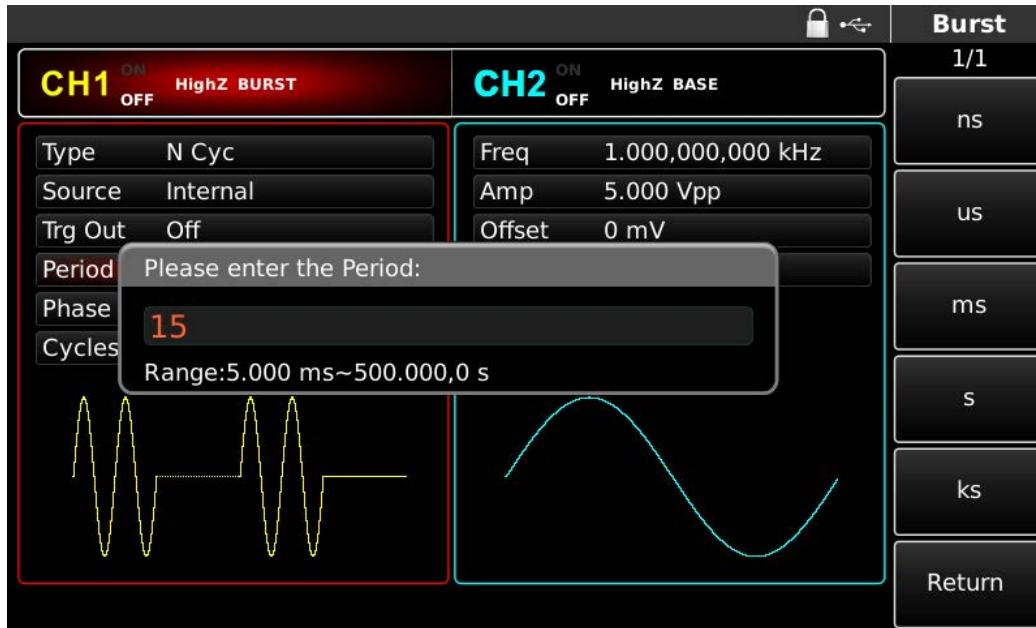 Burst
1/1
CH1 ON OFF HighZ BURST
CH2 ON OFF HighZ BASE
Type N Cyc
Source Internal
Trg Out Off
Period
Phase
Cycles
Freq 1.000,000,000 kHz
Amp 5.000 Vpp
Offset 0 mV
Please enter the Period:
15
Range:5.000 ms~500.000,0 s
ns
us
ms
s
ks
Return